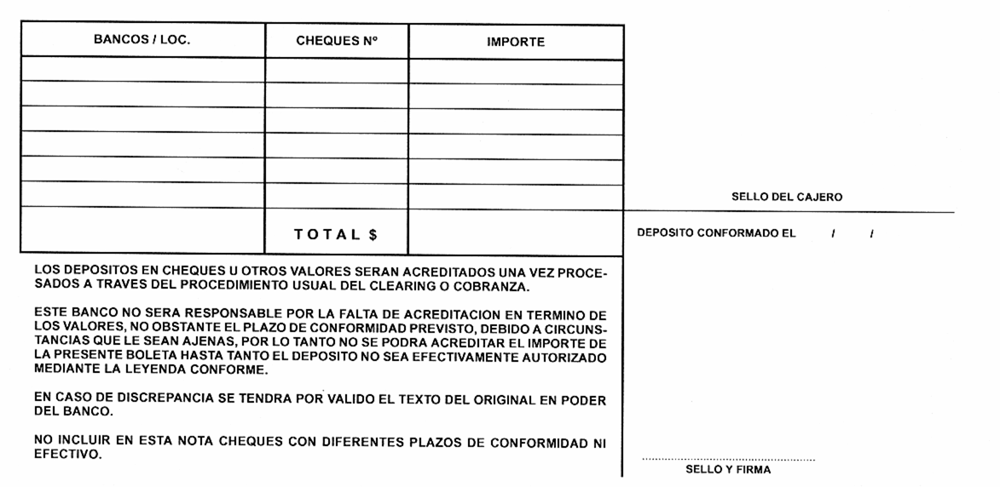 BANCOS / LOC. CHEQUES Nº IMPORTE
SELLO DEL CAJERO
TOTAL $
DEPOSITO CONFORMADO EL / /
LOS DEPOSITOS EN CHEQUES U OTROS VALORES SERAN ACREDITADOS UNA VEZ PROCE-
SADOS A TRAVES DEL PROCEDIMIENTO USUAL DEL CLEARING O COBRANZA.
ESTE BANCO NO SERA RESPONSABLE POR LA FALTA DE ACREDITACION EN TERMINO DE
LOS VALORES, NO OBSTANTE EL PLAZO DE CONFORMIDAD PREVISTO, DEBIDO A CIRCUNS-
TANCIAS QUE LE SEAN AJENAS, POR LO TANTO NO SE PODRA ACREDITAR EL IMPORTE DE
LA PRESENTE BOLETA HASTA TANTO EL DEPOSITO NO SEA EFECTIVAMENTE AUTORIZADO
MEDIANTE LA LEYENDA CONFORME.
EN CASO DE DISCREPANCIA SE TENDRA POR VALIDO EL TEXTO DEL ORIGINAL EN PODER
DEL BANCO.
NO INCLUIR EN ESTA NOTA CHEQUES CON DIFERENTES PLAZOS DE CONFORMIDAD NI
EFECTIVO.
SELLO Y FIRMA